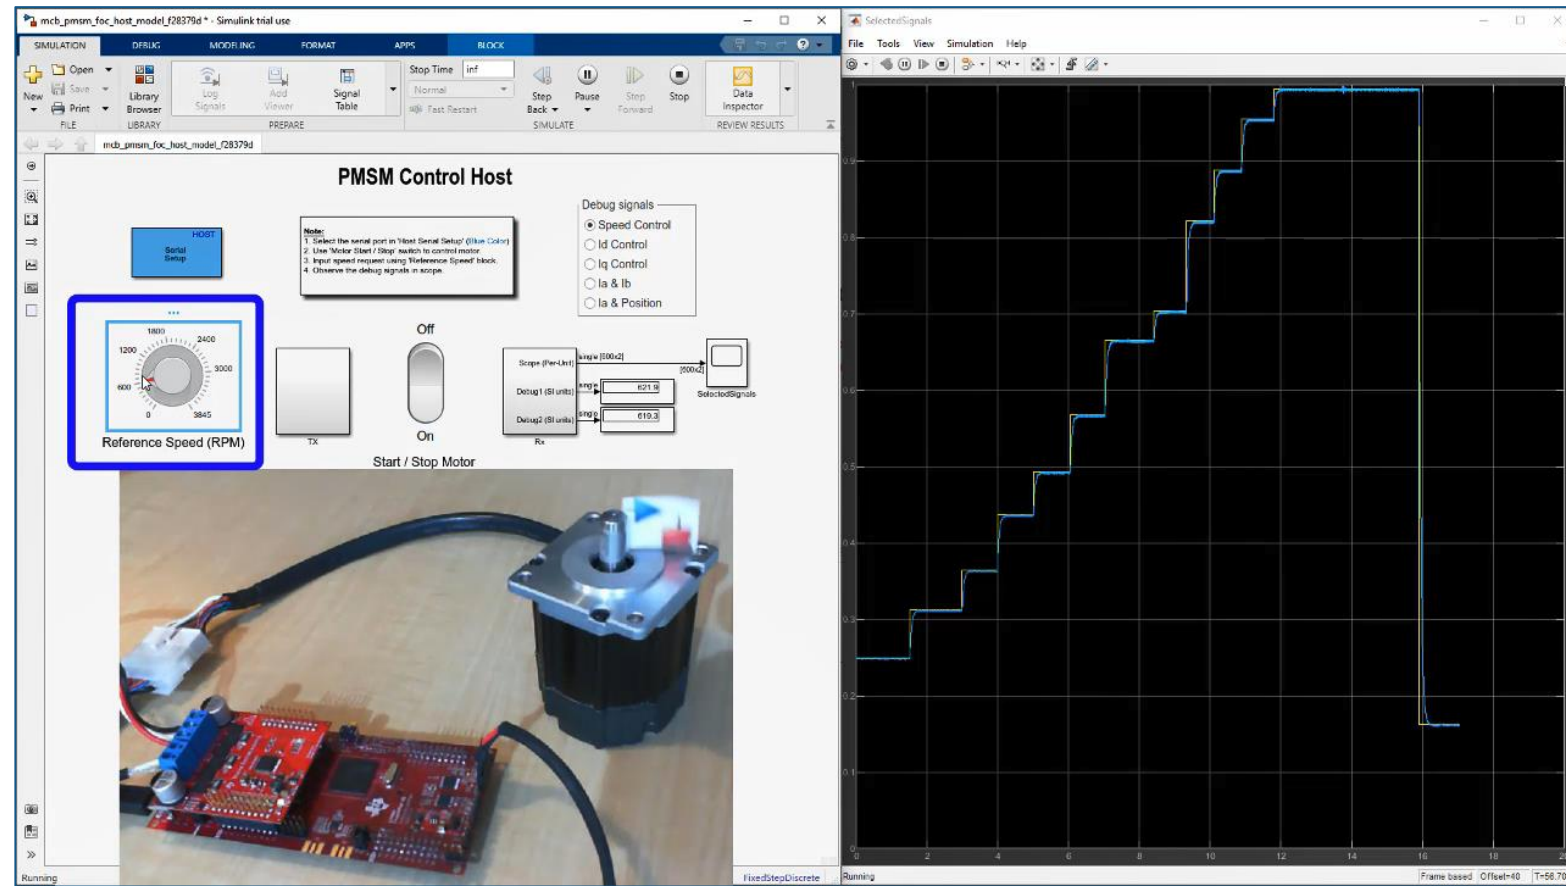 mcb_pmsm_foc_host_model_f28379d * - Simulink trial use
SIMULATION DEBUG MODELING FORMAT APPS BLOCK
New
Open
Save
Print
FILE
Library Browser
LIBRARY
Log Signals
Add Viewer
Signal Table
PREPARE
Stop Time inf
Normal
Fast Restart
Step Back
Pause
Step Forward
Stop
SIMULATE
Data Inspector
REVIEW RESULTS
mcb_pmsm_foc_host_model_f28379d
PMSM Control Host
HOST
Serial
Setup
Note:
1. Select the serial port in 'Host Serial Setup' (Blue Color)
2. Use 'Motor Start / Stop' switch to control motor.
3. Input speed request using 'Reference Speed' block.
4. Observe the debug signals in scope.
Debug signals
Speed Control
Id Control
Iq Control
Ia & Ib
Ia & Position
0
600
1200
1800
2400
3000
3845
Reference Speed (RPM)
TX
Off
On
Start / Stop Motor
Scope (Per-Unit)
Debug1 (SI units)
Debug2 (SI units)
Rx
single [600x2]
[600x2]
single
621.9
single
619.3
SelectedSignals
Running
FixedStepDiscrete
SelectedSignals
File Tools View Simulation Help
1
0.9
0.8
0.7
0.6
0.5
0.4
0.3
0.2
0.1
0
0 2 4 6 8 10 12 14 16 18
Running
Frame based Offset=40